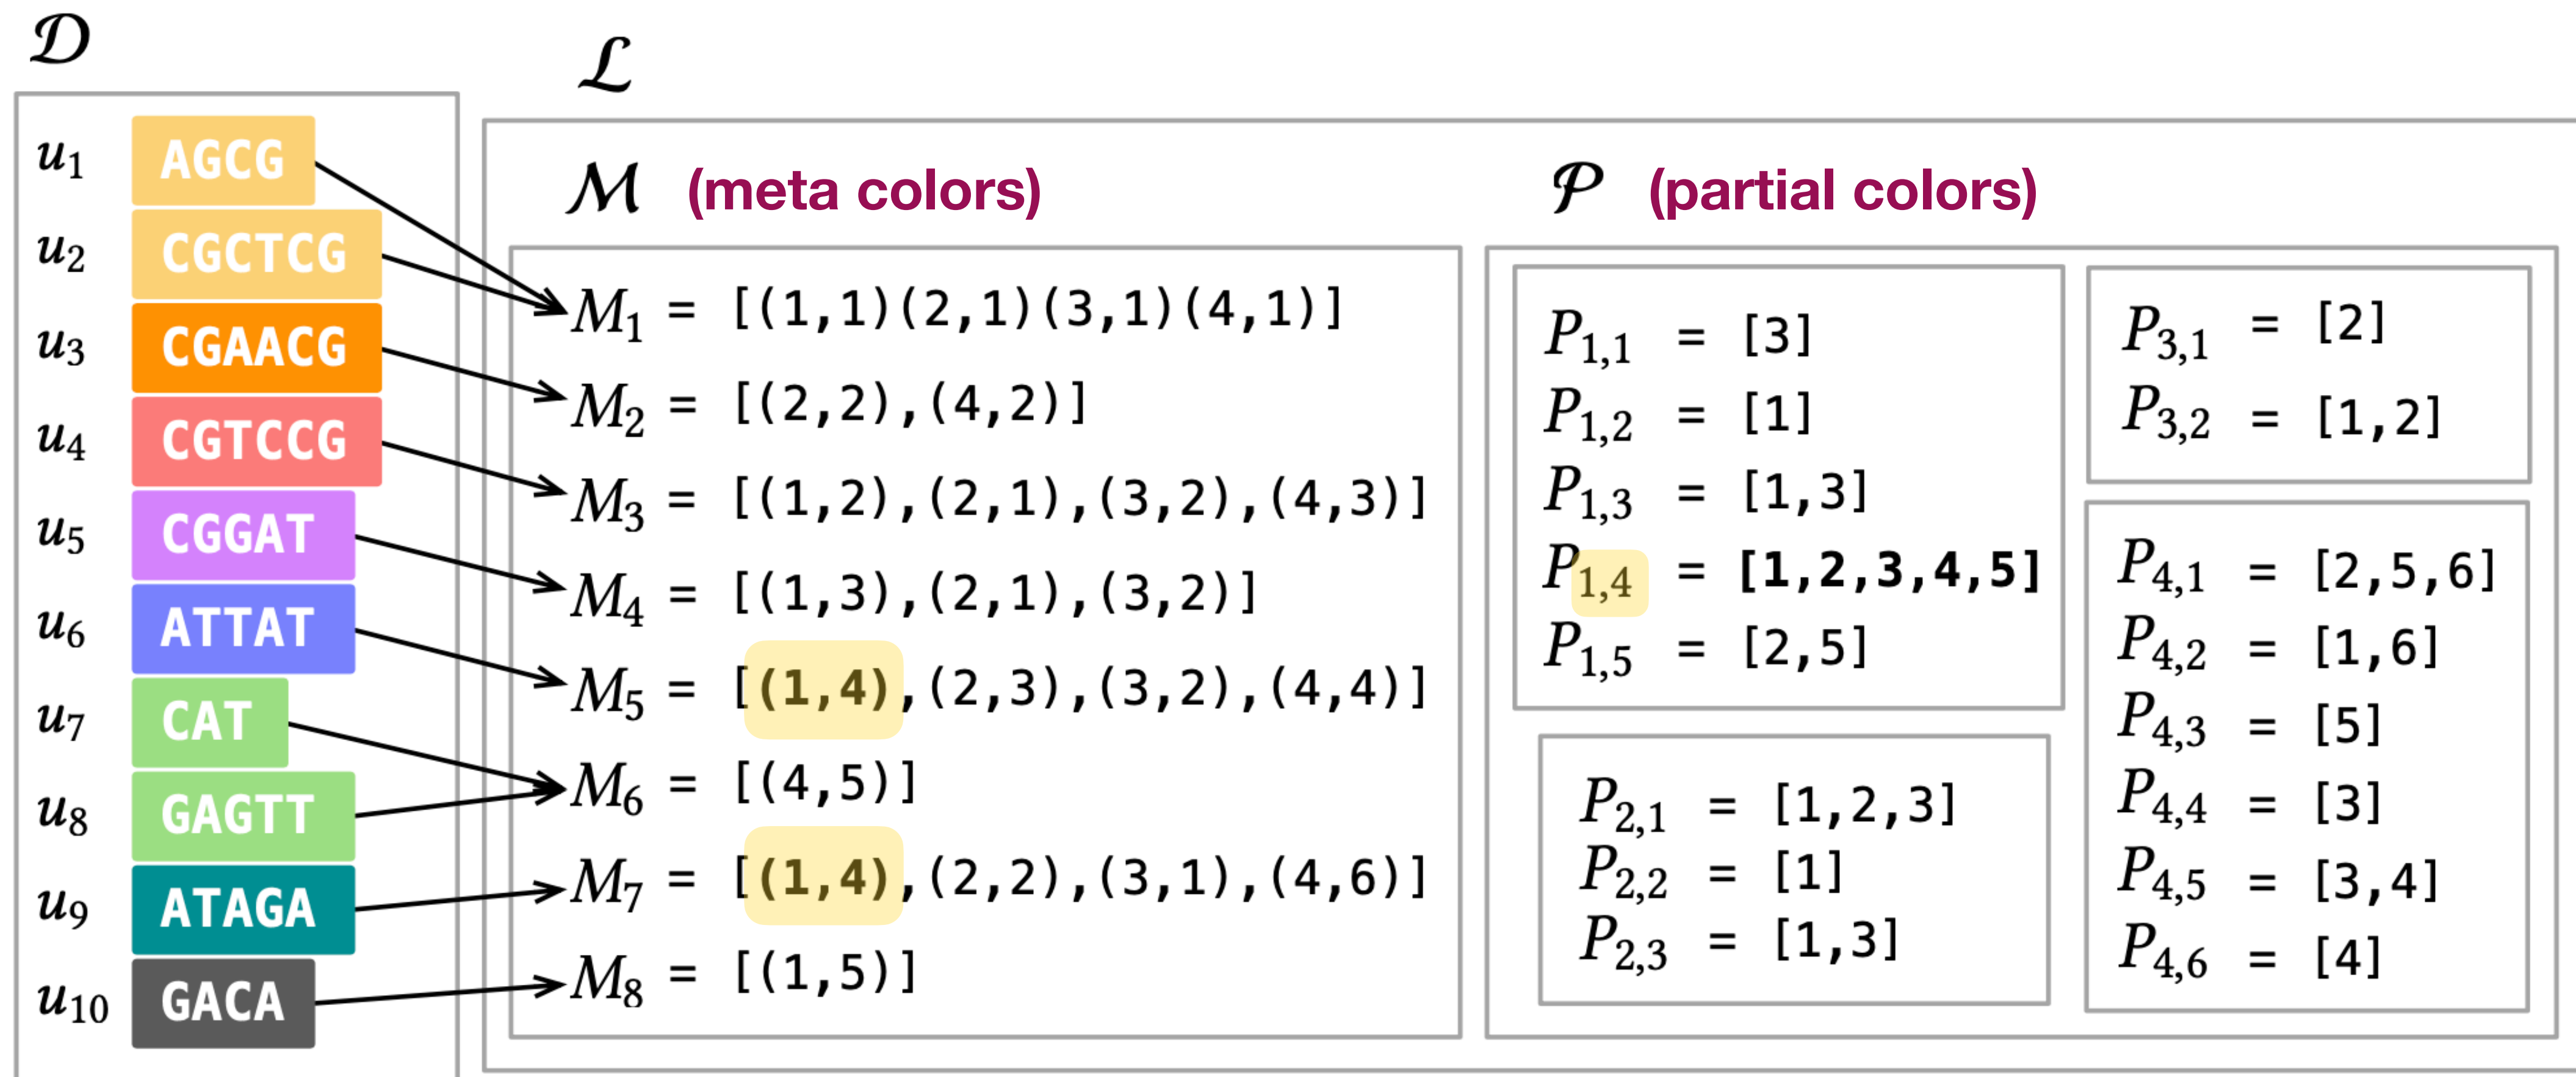 𝒟
u₁ AGCG
u₂ CGCTCG
u₃ CGAACG
u₄ CGTCCG
u₅ CGGAT
u₆ ATTAT
u₇ CAT
u₈ GAGTT
u₉ ATAGA
u₁₀ GACA
ℒ
ℳ (meta colors)
M₁ = [(1,1)(2,1)(3,1)(4,1)]
M₂ = [(2,2),(4,2)]
M₃ = [(1,2),(2,1),(3,2),(4,3)]
M₄ = [(1,3),(2,1),(3,2)]
M₅ = [(1,4),(2,3),(3,2),(4,4)]
M₆ = [(4,5)]
M₇ = [(1,4),(2,2),(3,1),(4,6)]
M₈ = [(1,5)]
𝒫 (partial colors)
P₁,₁ = [3]
P₁,₂ = [1]
P₁,₃ = [1,3]
P₁,₄ = [1,2,3,4,5]
P₁,₅ = [2,5]
P₂,₁ = [1,2,3]
P₂,₂ = [1]
P₂,₃ = [1,3]
P₃,₁ = [2]
P₃,₂ = [1,2]
P₄,₁ = [2,5,6]
P₄,₂ = [1,6]
P₄,₃ = [5]
P₄,₄ = [3]
P₄,₅ = [3,4]
P₄,₆ = [4]